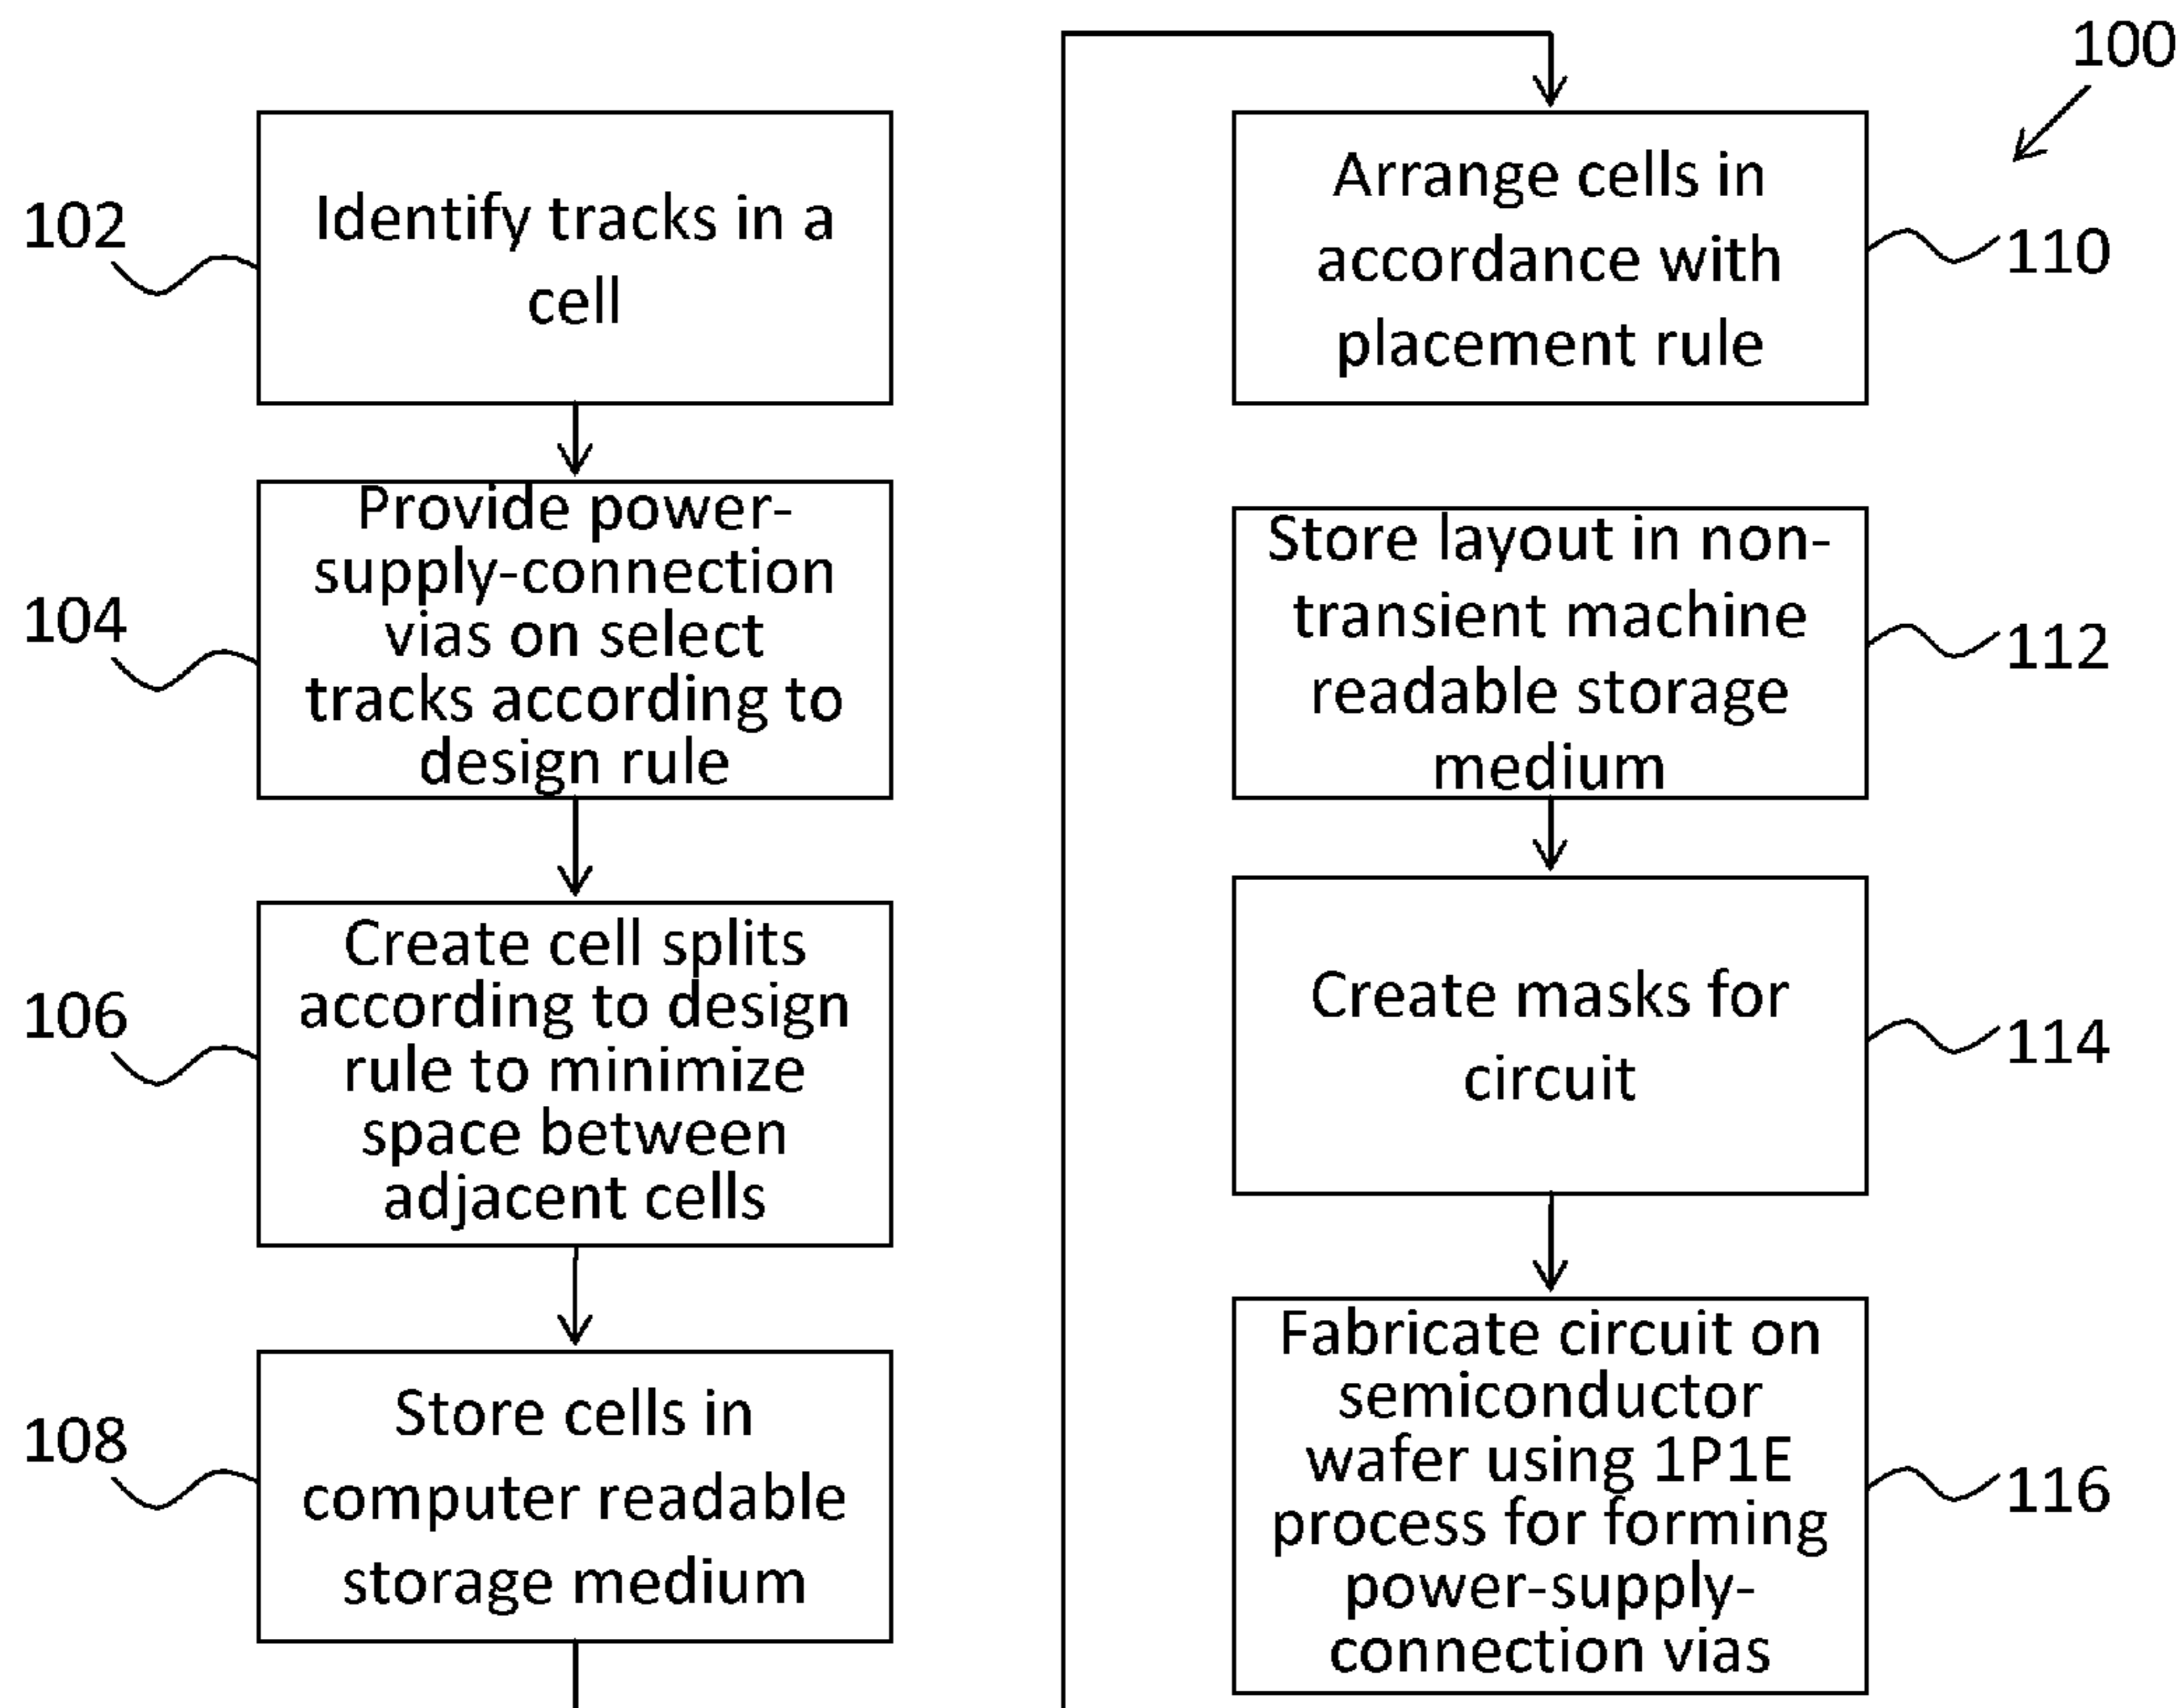 100
102
Identify tracks in a
cell
104
Provide power-
supply-connection
vias on select
tracks according to
design rule
106
Create cell splits
according to design
rule to minimize
space between
adjacent cells
108
Store cells in
computer readable
storage medium
Arrange cells in
accordance with
placement rule
110
Store layout in non-
transient machine
readable storage
medium
112
Create masks for
circuit
114
Fabricate circuit on
semiconductor
wafer using 1P1E
process for forming
power-supply-
connection vias
116